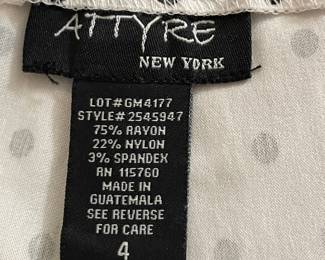 ATTYRE
NEW YORK
LOT#GM4177
STYLE#2545947
75% RAYON
22% NYLON
3% SPANDEX
RN 115760
MADE IN
GUATEMALA
SEE REVERSE
FOR CARE
4